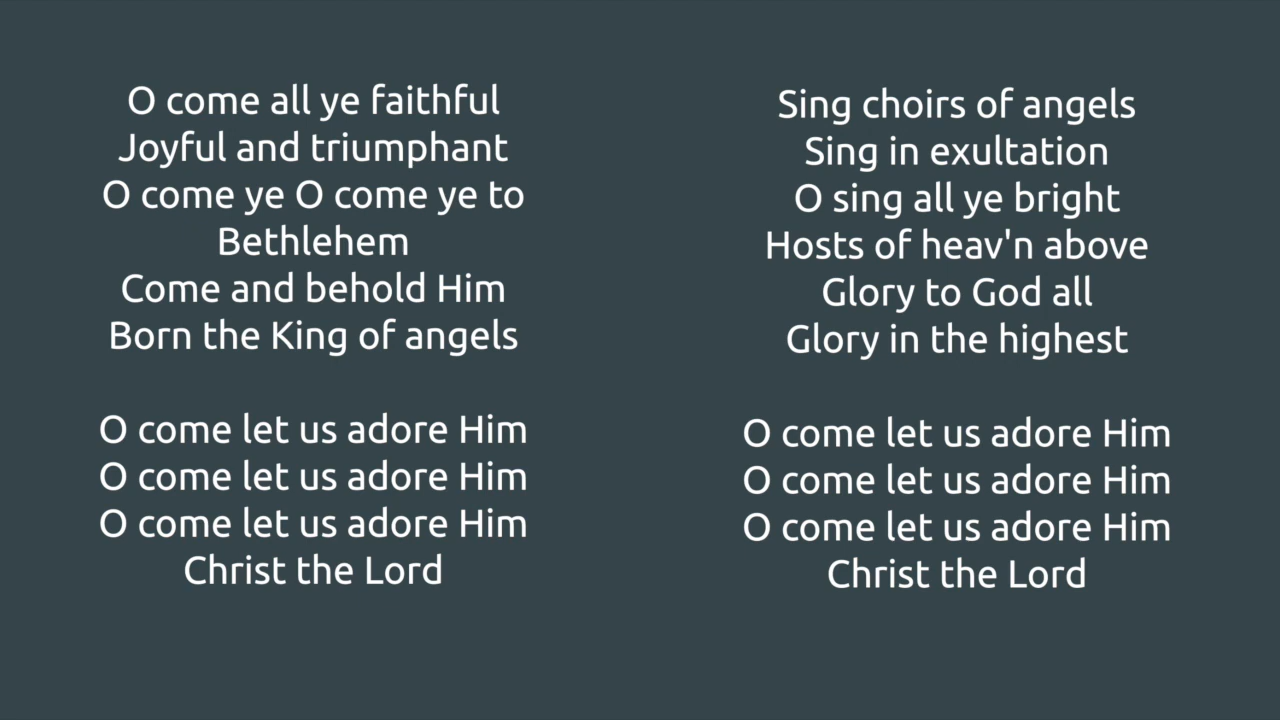 O come all ye faithful
Joyful and triumphant
O come ye O come ye to
Bethlehem
Come and behold Him
Born the King of angels
O come let us adore Him
O come let us adore Him
O come let us adore Him
Christ the Lord
Sing choirs of angels
Sing in exultation
O sing all ye bright
Hosts of heav'n above
Glory to God all
Glory in the highest
O come let us adore Him
O come let us adore Him
O come let us adore Him
Christ the Lord